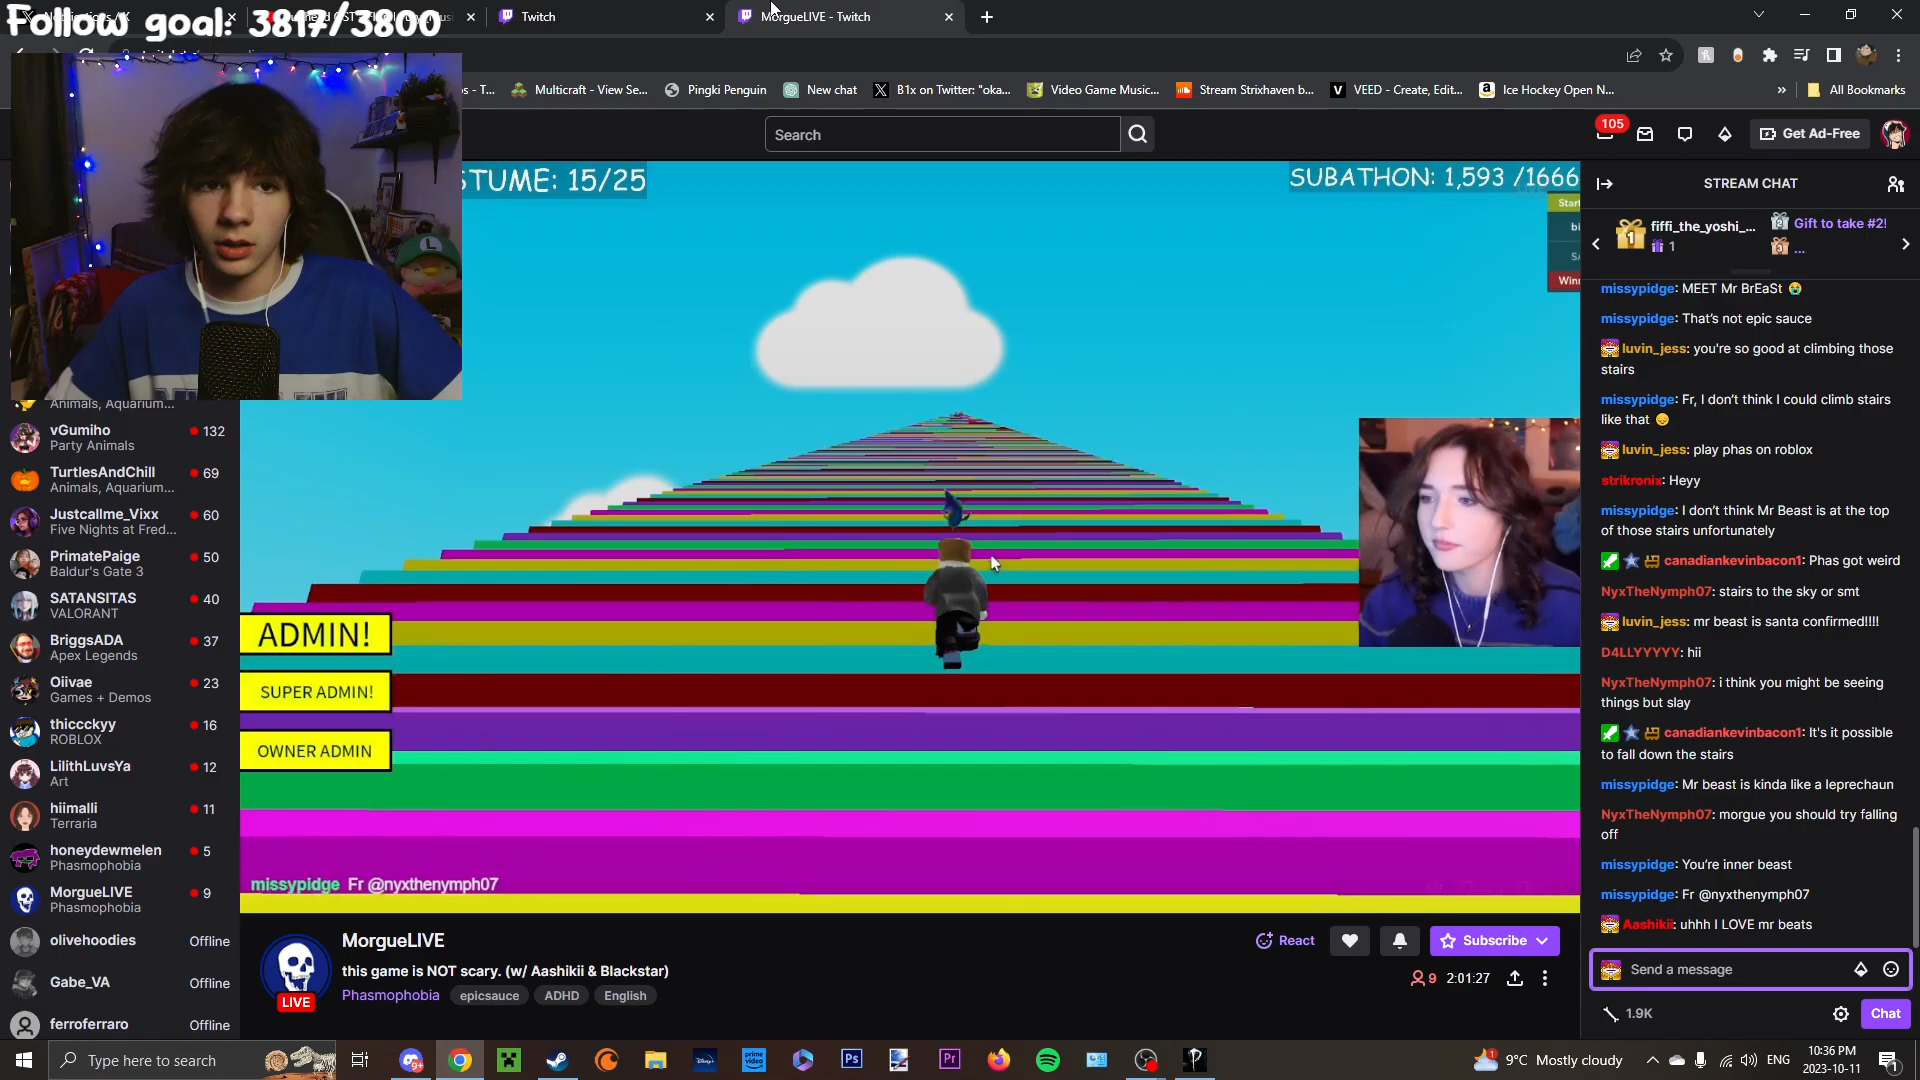 Follow goal: 3817/3800
Twitch
MorgueLIVE - Twitch
s - T...
Multicraft - View Se...
Pingki Penguin
New chat
B1x on Twitter: "oka...
Video Game Music...
Stream Strixhaven b...
VEED - Create, Edit...
Ice Hockey Open N...
All Bookmarks
Search
105
Get Ad-Free
STUME: 15/25
SUBATHON: 1,593 /1666
Start
Winn
ADMIN!
SUPER ADMIN!
OWNER ADMIN
missypidge Fr @nyxthenymph07
Animals, Aquarium...
vGumiho 132
Party Animals
TurtlesAndChill 69
Animals, Aquarium...
Justcallme_Vixx 60
Five Nights at Fred...
PrimatePaige 50
Baldur's Gate 3
SATANSITAS 40
VALORANT
BriggsADA 37
Apex Legends
Oiivae 23
Games + Demos
thiccckyy 16
ROBLOX
LilithLuvsYa 12
Art
hiimalli 11
Terraria
honeydewmelen 5
Phasmophobia
MorgueLIVE 9
Phasmophobia
olivehoodies Offline
Gabe_VA Offline
ferroferraro Offline
LIVE
MorgueLIVE
this game is NOT scary. (w/ Aashikii & Blackstar)
Phasmophobia epicsauce ADHD English
React
Subscribe
9 2:01:27
STREAM CHAT
1 fiffi_the_yoshi_...
1
Gift to take #2!
...
missypidge: MEET Mr BrEaSt 😭
missypidge: That's not epic sauce
luvin_jess: you're so good at climbing those
stairs
missypidge: Fr, I don't think I could climb stairs
like that 😔
luvin_jess: play phas on roblox
strikronix: Heyy
missypidge: I don't think Mr Beast is at the top
of those stairs unfortunately
canadiankevinbacon1: Phas got weird
NyxTheNymph07: stairs to the sky or smt
luvin_jess: mr beast is santa confirmed!!!!
D4LLYYYYY: hii
NyxTheNymph07: i think you might be seeing
things but slay
canadiankevinbacon1: It's it possible
to fall down the stairs
missypidge: Mr beast is kinda like a leprechaun
NyxTheNymph07: morgue you should try falling
off
missypidge: You're inner beast
missypidge: Fr @nyxthenymph07
Aashikii: uhhh I LOVE mr beats
Send a message
1.9K
Chat
Type here to search
9°C Mostly cloudy
ENG
10:36 PM
2023-10-11